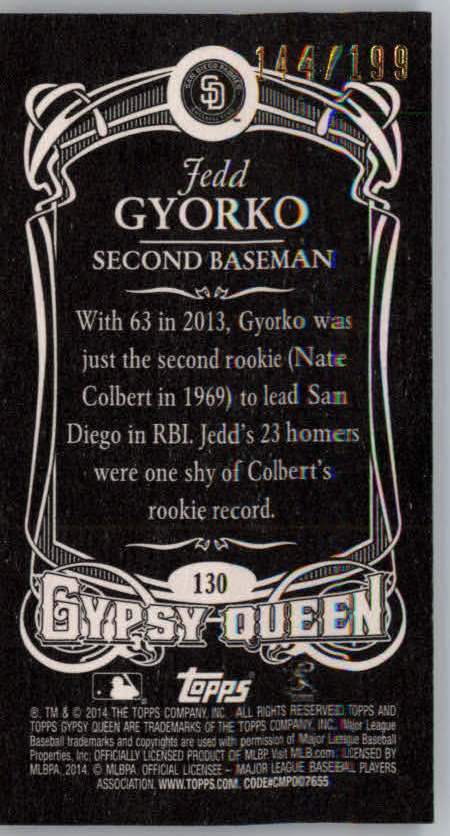 144/199
SAN DIEGO PADRES
SD
Jedd
GYORKO
SECOND BASEMAN
With 63 in 2013, Gyorko was
just the second rookie (Nate
Colbert in 1969) to lead San
Diego in RBI. Jedd's 23 homers
were one shy of Colbert's
rookie record.
130
GYPSY QUEEN
TOPPS
®, TM & © 2014 THE TOPPS COMPANY, INC. ALL RIGHTS RESERVED. TOPPS AND
TOPPS GYPSY QUEEN ARE TRADEMARKS OF THE TOPPS COMPANY, INC. Major League
Baseball trademarks and copyrights are used with permission of Major League Baseball
Properties, Inc. OFFICIALLY LICENSED PRODUCT OF MLBP Visit MLB.com. LICENSED BY
MLBPA. 2014. © MLBPA. OFFICIAL LICENSEE – MAJOR LEAGUE BASEBALL PLAYERS
ASSOCIATION. WWW.TOPPS.COM. CODE#CMP007655